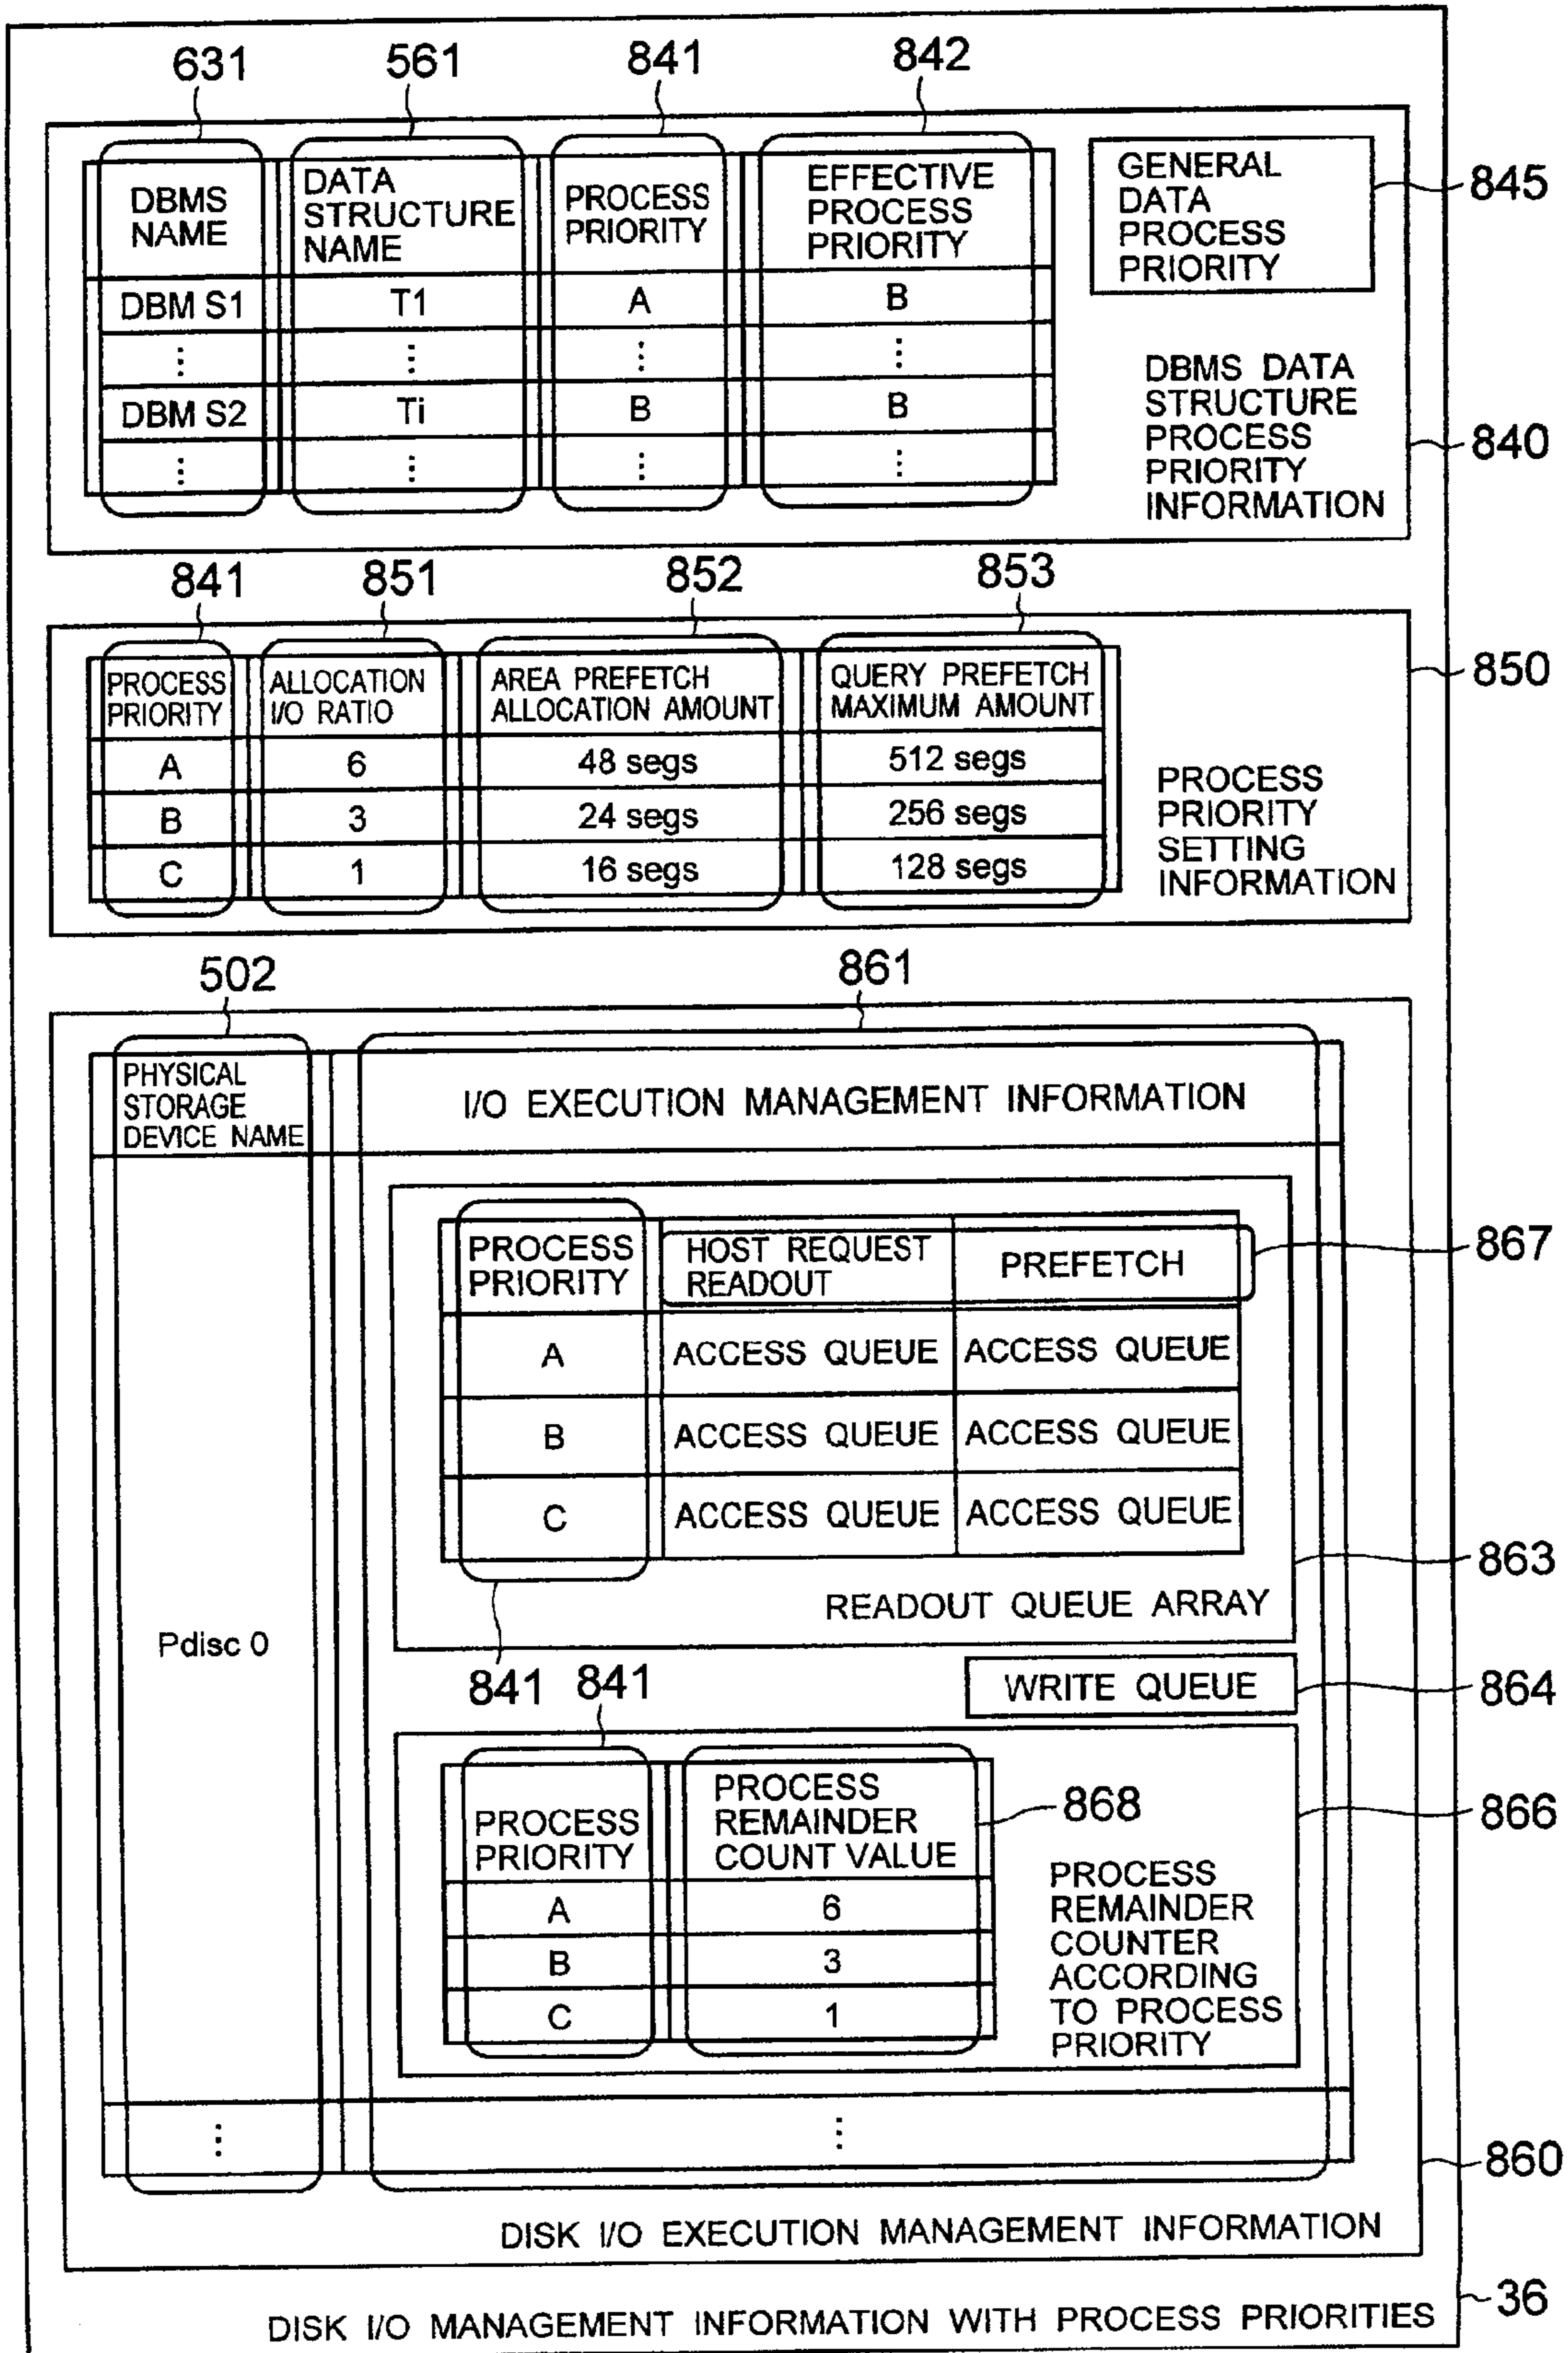 631 561 841 842
DBMS NAME
DATA STRUCTURE NAME
PROCESS PRIORITY
EFFECTIVE PROCESS PRIORITY
GENERAL DATA PROCESS PRIORITY
845
DBM S1 T1 A B
⋮ ⋮ ⋮ ⋮
DBM S2 Ti B B
⋮ ⋮ ⋮ ⋮
DBMS DATA STRUCTURE PROCESS PRIORITY INFORMATION
840
841 851 852 853
PROCESS PRIORITY
ALLOCATION I/O RATIO
AREA PREFETCH ALLOCATION AMOUNT
QUERY PREFETCH MAXIMUM AMOUNT
850
A 6 48 segs 512 segs
B 3 24 segs 256 segs
C 1 16 segs 128 segs
PROCESS PRIORITY SETTING INFORMATION
502 861
PHYSICAL STORAGE DEVICE NAME
I/O EXECUTION MANAGEMENT INFORMATION
PROCESS PRIORITY
HOST REQUEST READOUT
PREFETCH
867
A ACCESS QUEUE ACCESS QUEUE
B ACCESS QUEUE ACCESS QUEUE
C ACCESS QUEUE ACCESS QUEUE
863
READOUT QUEUE ARRAY
Pdisc 0
841 841
WRITE QUEUE
864
PROCESS PRIORITY
PROCESS REMAINDER COUNT VALUE
868
866
A 6
B 3
C 1
PROCESS REMAINDER COUNTER ACCORDING TO PROCESS PRIORITY
⋮ ⋮
860
DISK I/O EXECUTION MANAGEMENT INFORMATION
36
DISK I/O MANAGEMENT INFORMATION WITH PROCESS PRIORITIES